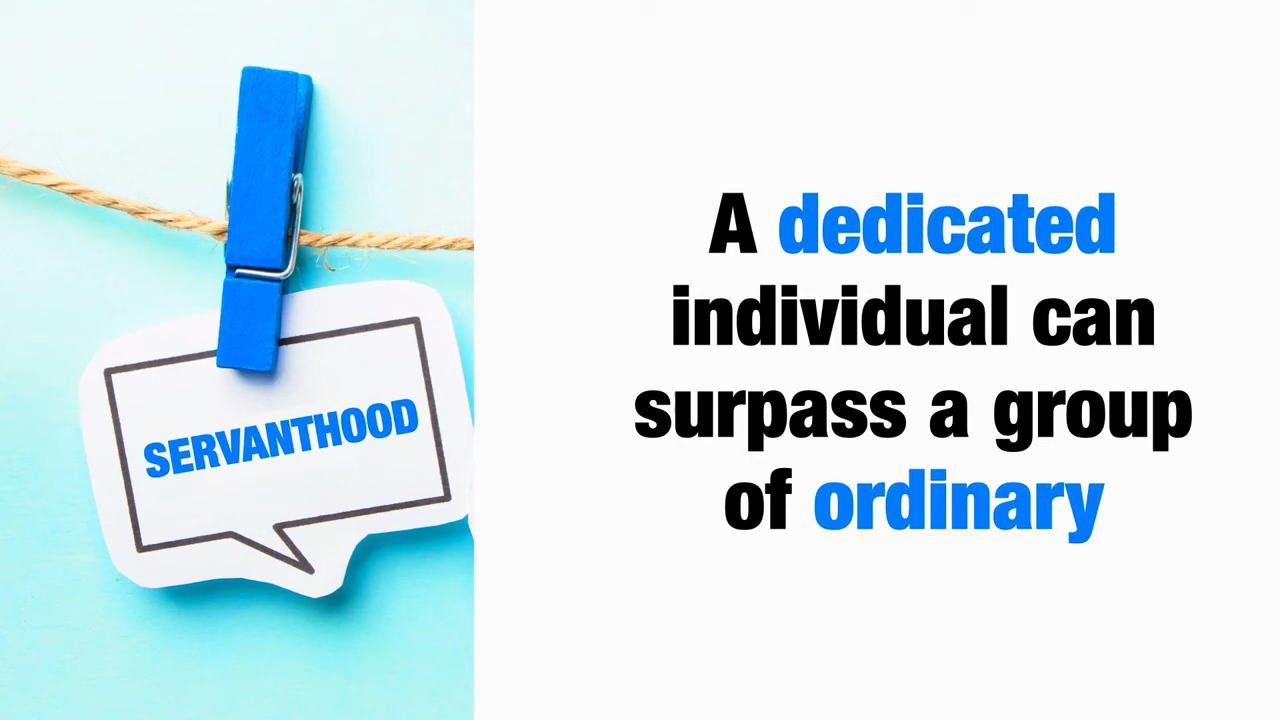 SERVANTHOOD
A dedicated
individual can
surpass a group
of ordinary